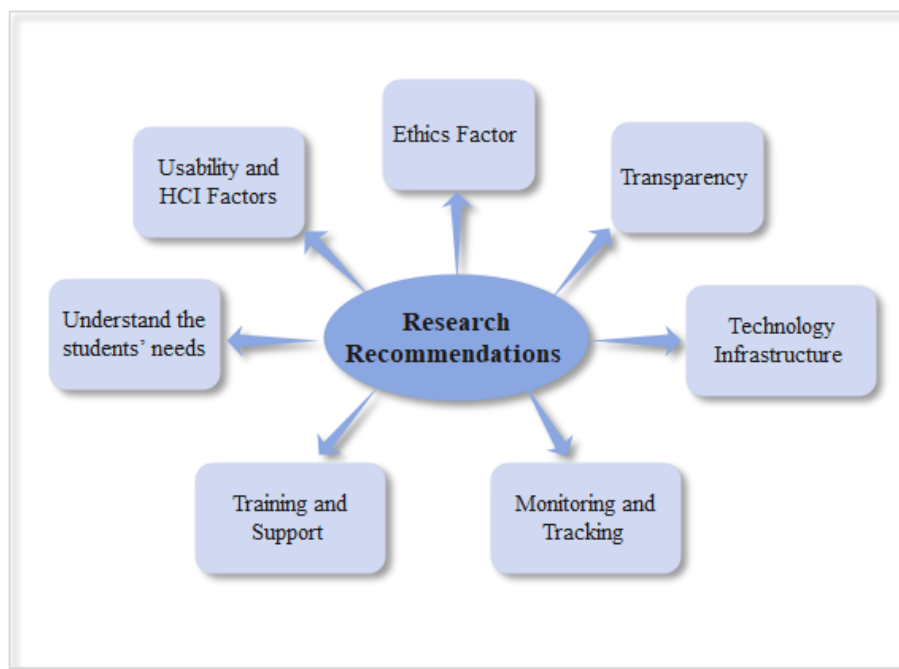 Ethics Factor
Usability and
HCI Factors
Transparency
Understand the
students’ needs
Research
Recommendations
Technology
Infrastructure
Training and
Support
Monitoring and
Tracking